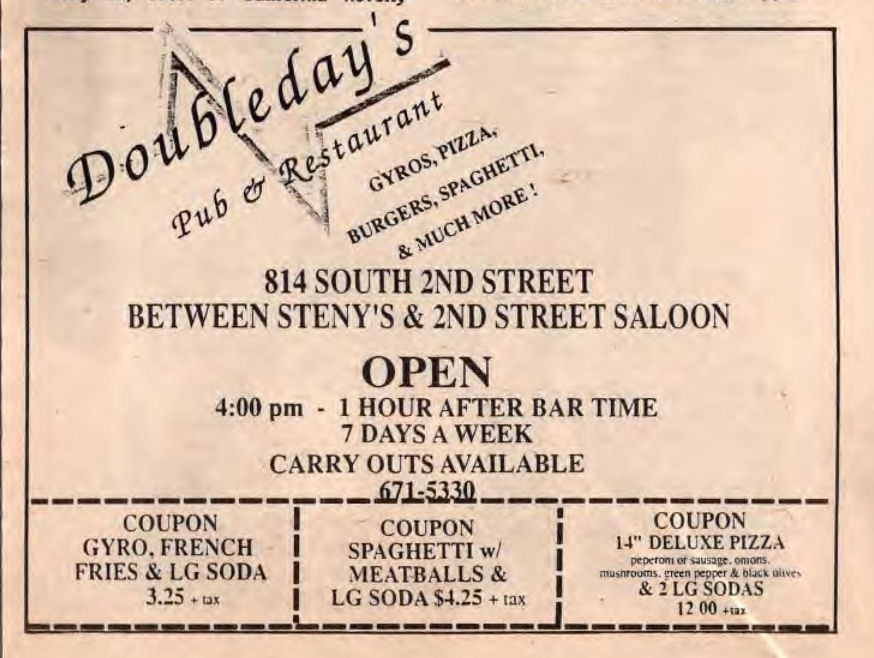 Doubleday's
Pub & Restaurant
GYROS, PIZZA,
BURGERS, SPAGHETTI,
& MUCH MORE !
814 SOUTH 2ND STREET
BETWEEN STENY'S & 2ND STREET SALOON
OPEN
4:00 pm - 1 HOUR AFTER BAR TIME
7 DAYS A WEEK
CARRY OUTS AVAILABLE
671-5330
COUPON
GYRO, FRENCH
FRIES & LG SODA
3.25 + tax
COUPON
SPAGHETTI w/
MEATBALLS &
LG SODA $4.25 + tax
COUPON
14" DELUXE PIZZA
peperoni of sausage, onions,
mushrooms, green pepper & black olives
& 2 LG SODAS
12 00 +tax